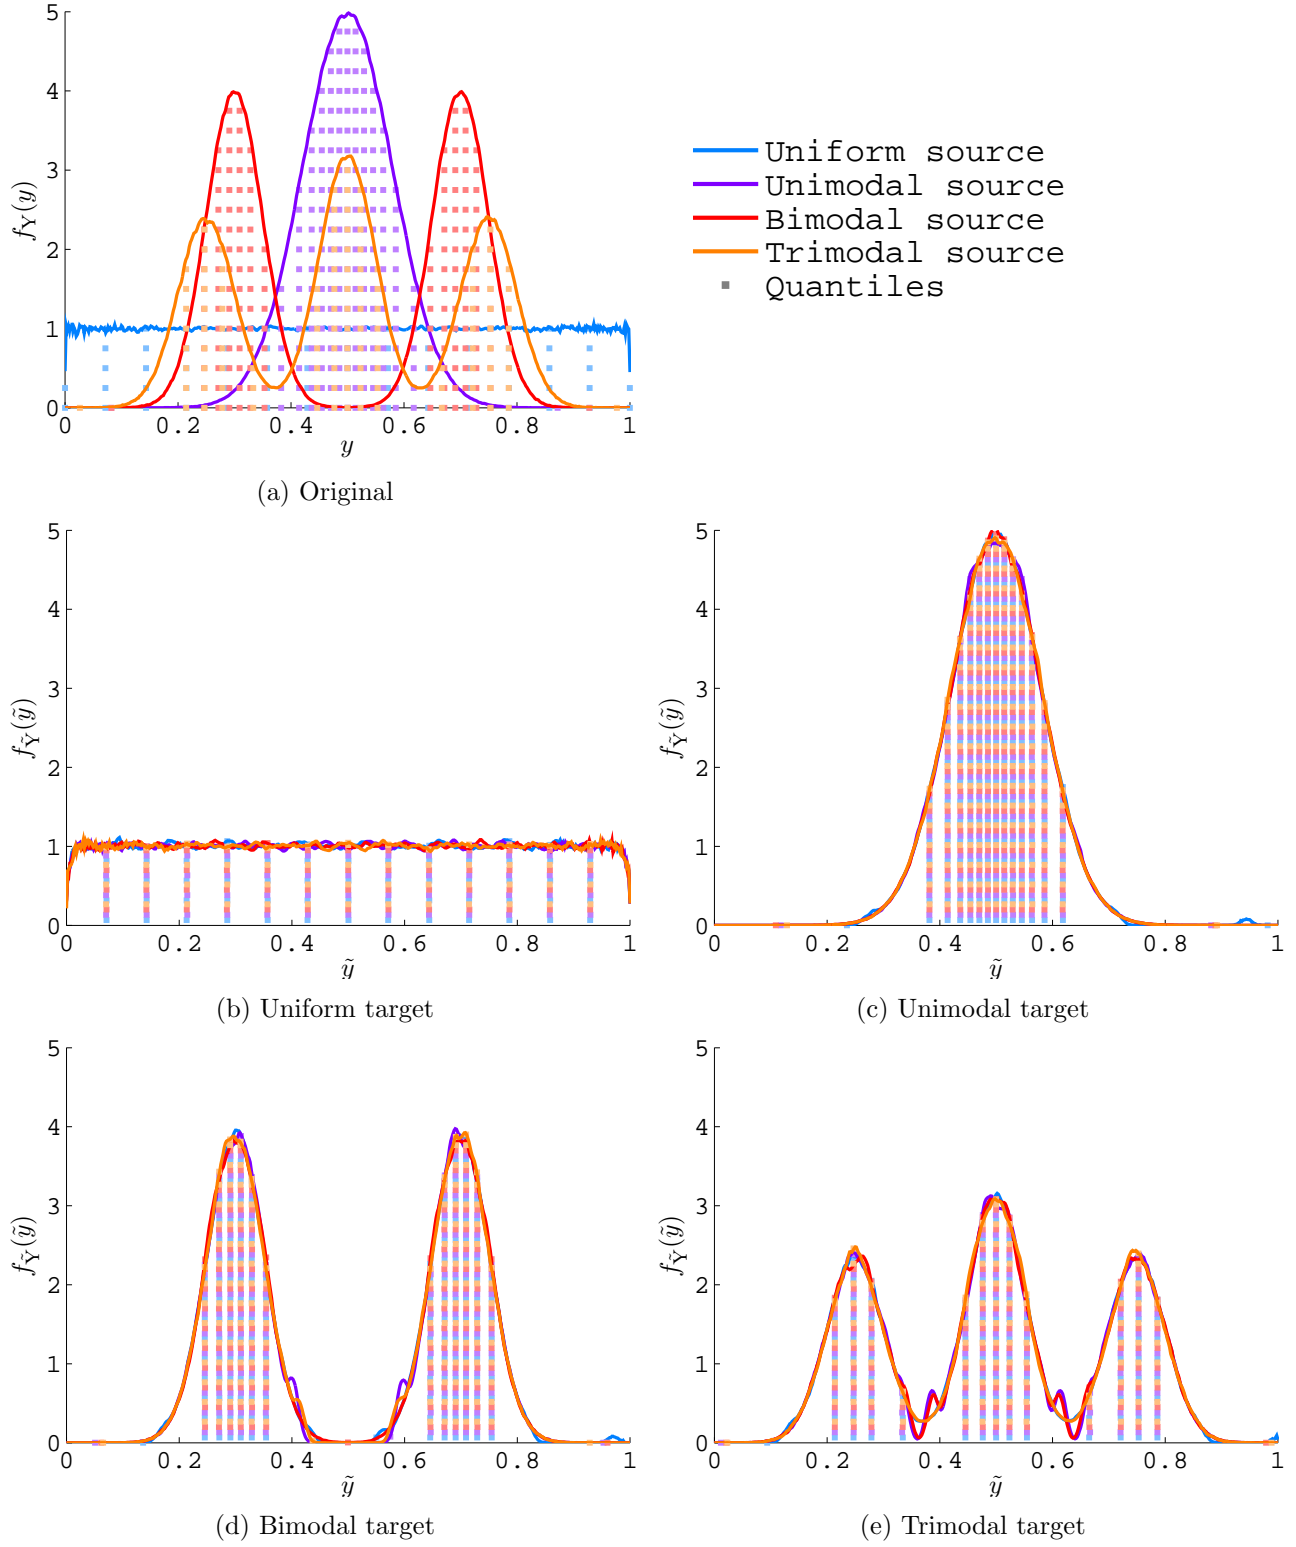 5
4
3
2
1
0
0 0.2 0.4 0.6 0.8 1
f_Y(y)
y
(a) Original
Uniform source
Unimodal source
Bimodal source
Trimodal source
Quantiles
5
4
3
2
1
0
0 0.2 0.4 0.6 0.8 1
f_Ỹ(ỹ)
ỹ
(b) Uniform target
5
4
3
2
1
0
0 0.2 0.4 0.6 0.8 1
f_Ỹ(ỹ)
ỹ
(c) Unimodal target
5
4
3
2
1
0
0 0.2 0.4 0.6 0.8 1
f_Ỹ(ỹ)
ỹ
(d) Bimodal target
5
4
3
2
1
0
0 0.2 0.4 0.6 0.8 1
f_Ỹ(ỹ)
ỹ
(e) Trimodal target